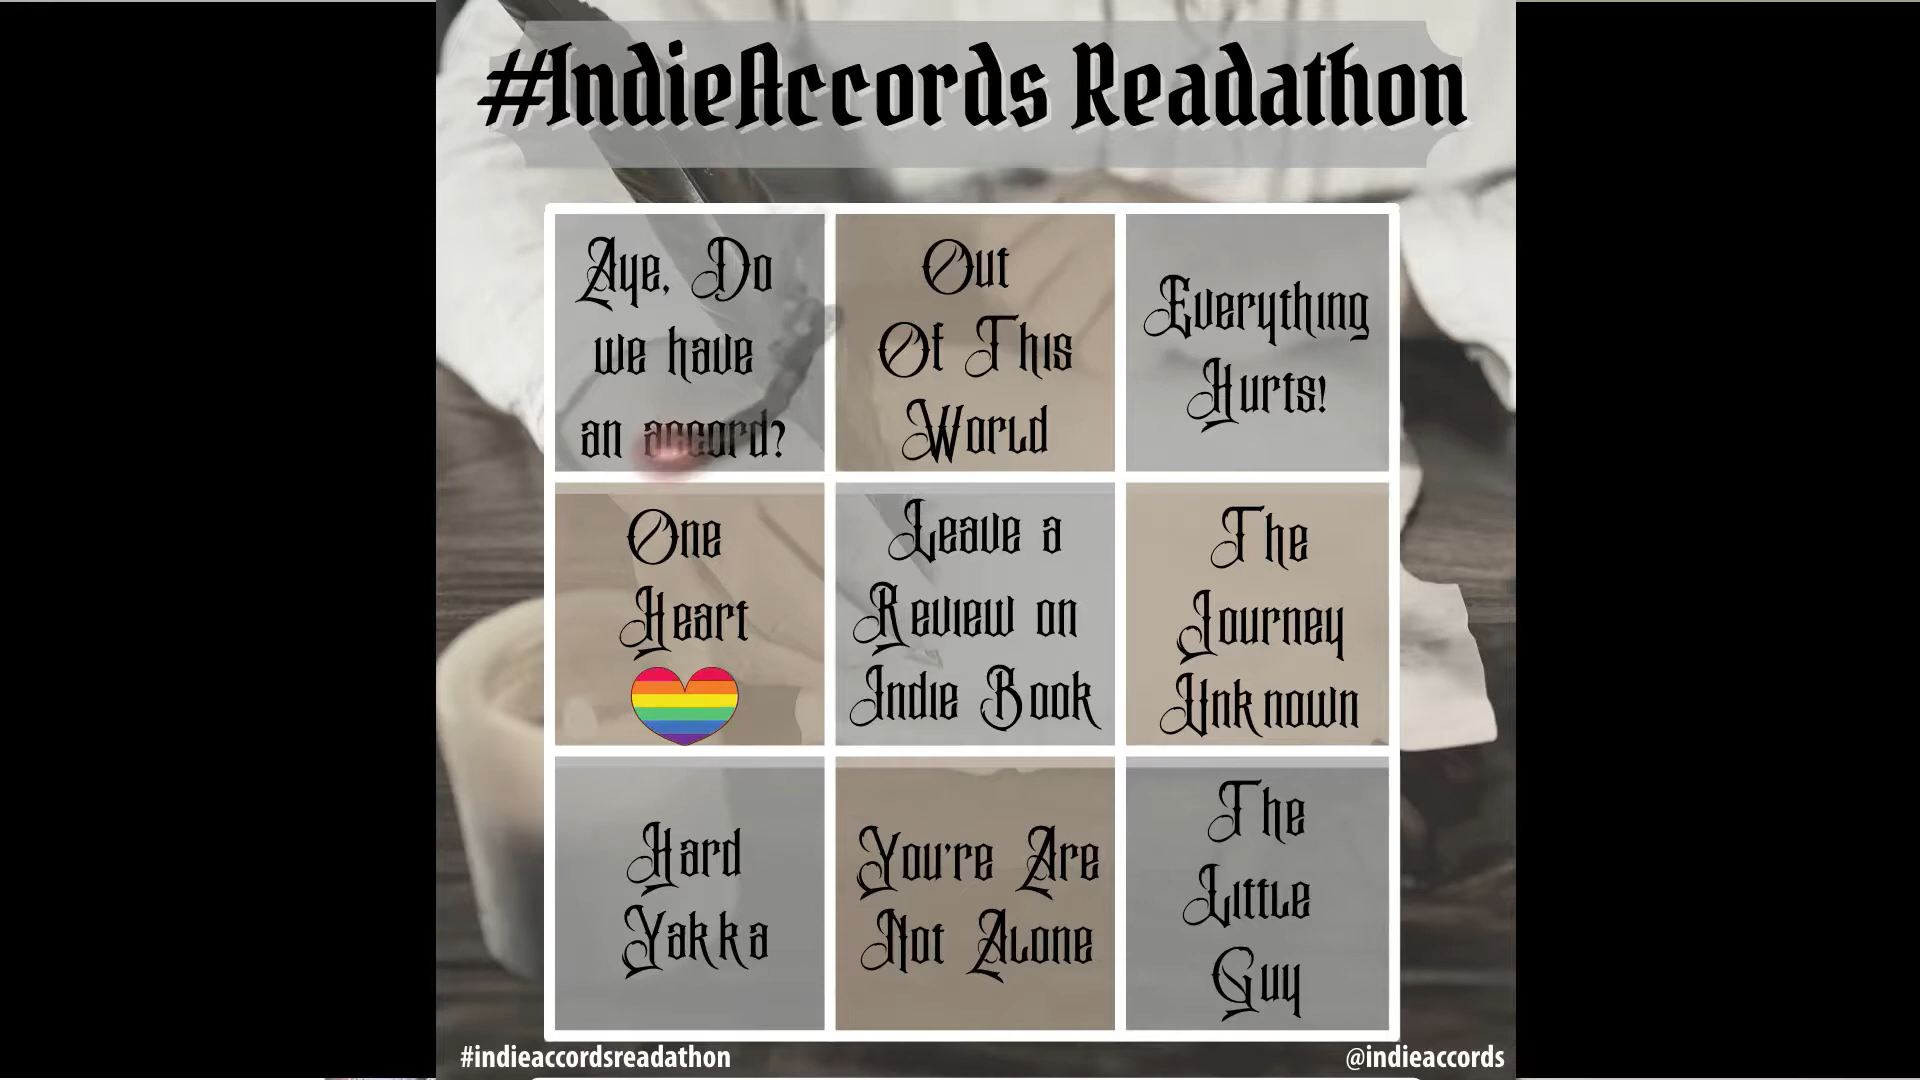 #IndieAccords Readathon
Aye, Do
we have
an accord?
Out
Of This
World
Everything
Hurts!
One
Heart
Leave a
Review on
Indie Book
The
Journey
Unknown
Hard
Yakka
You're Are
Not Alone
The
Little
Guy
#indieaccordsreadathon
@indieaccords